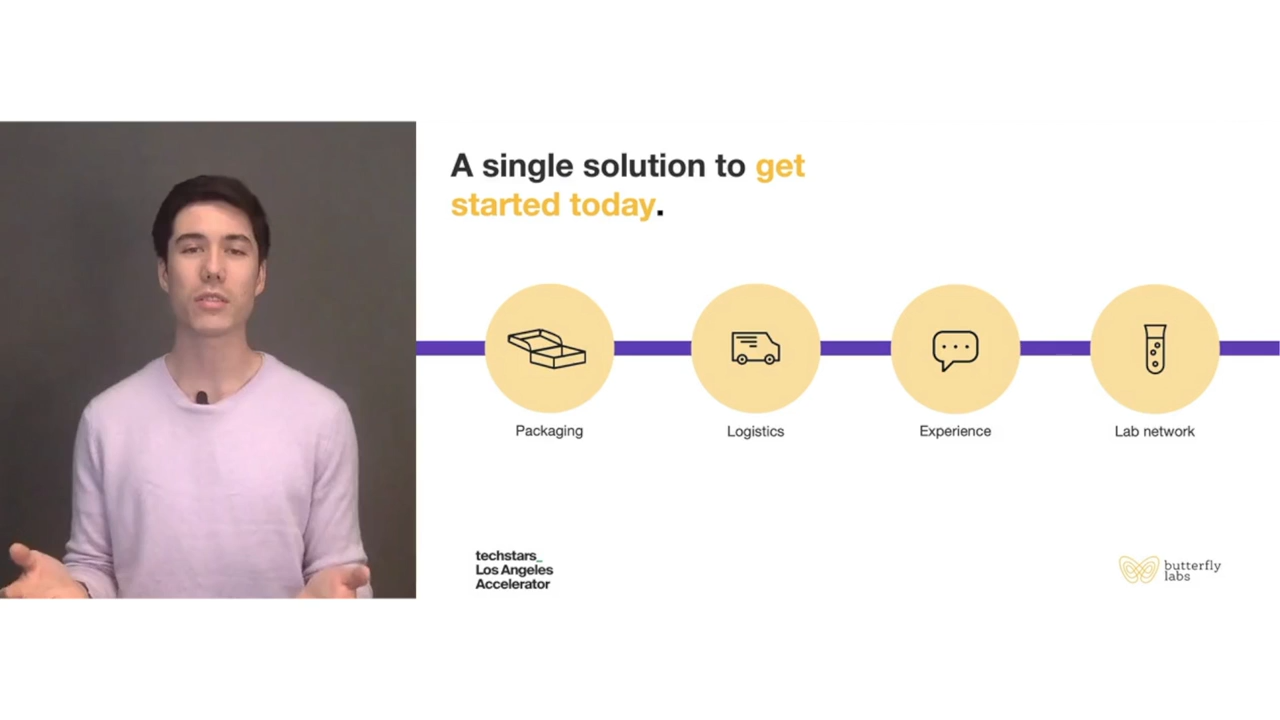 A single solution to get
started today.
Packaging
Logistics
Experience
Lab network
techstars_
Los Angeles
Accelerator
butterfly
labs